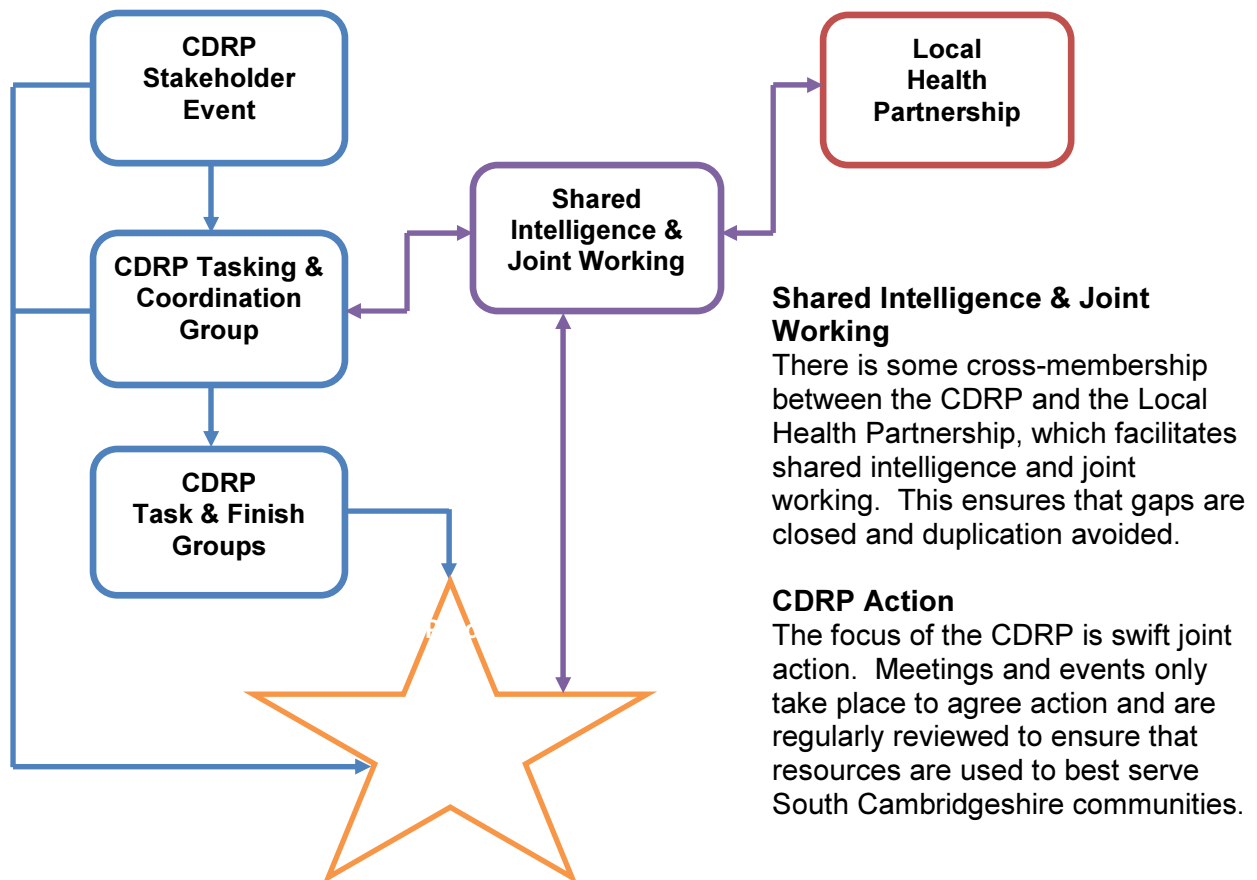 CDRP
Stakeholder
Event
Local
Health
Partnership
Shared
Intelligence &
Joint Working
CDRP Tasking &
Coordination
Group
CDRP
Task & Finish
Groups
Shared Intelligence & Joint
Working
There is some cross-membership
between the CDRP and the Local
Health Partnership, which facilitates
shared intelligence and joint
working. This ensures that gaps are
closed and duplication avoided.
CDRP Action
The focus of the CDRP is swift joint
action. Meetings and events only
take place to agree action and are
regularly reviewed to ensure that
resources are used to best serve
South Cambridgeshire communities.